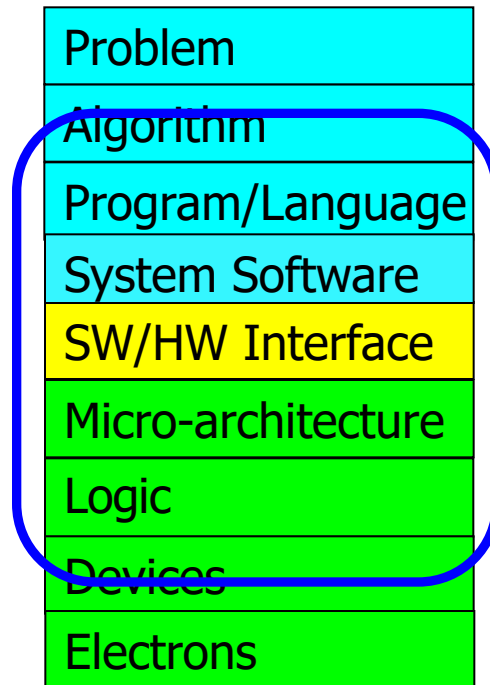 Problem
Algorithm
Program/Language
System Software
SW/HW Interface
Micro-architecture
Logic
Devices
Electrons